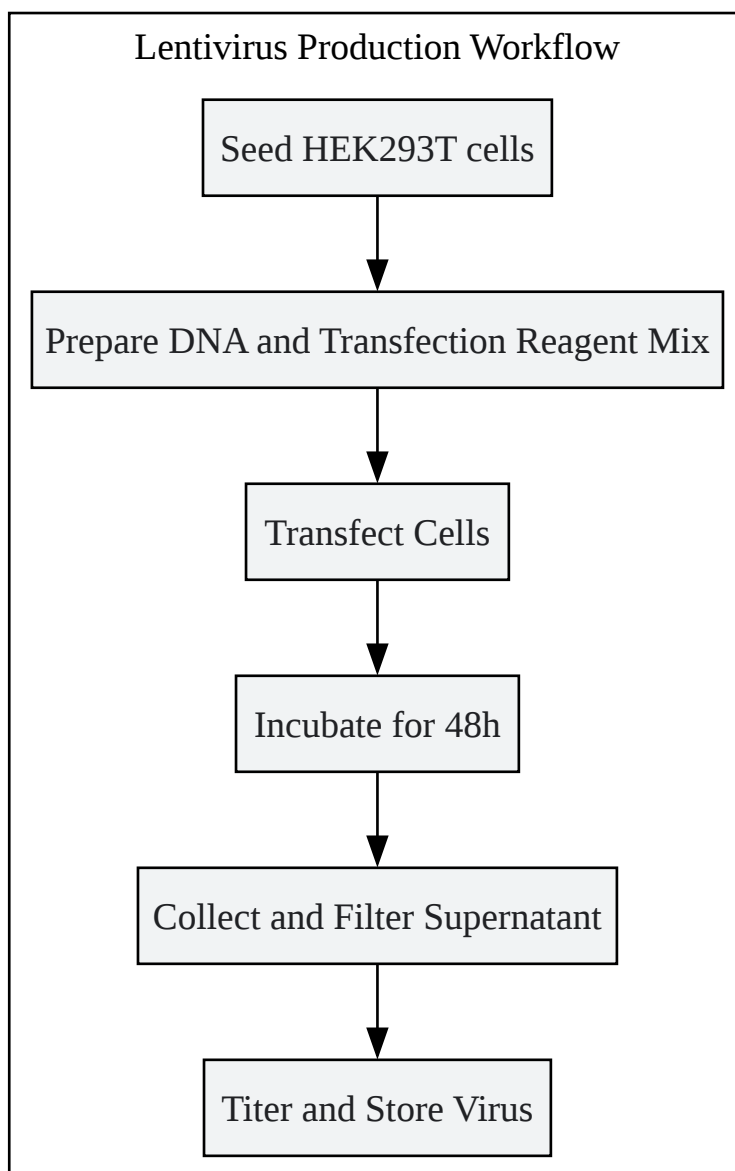 Lentivirus Production Workflow
Seed HEK293T cells
Prepare DNA and Transfection Reagent Mix
Transfect Cells
Incubate for 48h
Collect and Filter Supernatant
Titer and Store Virus